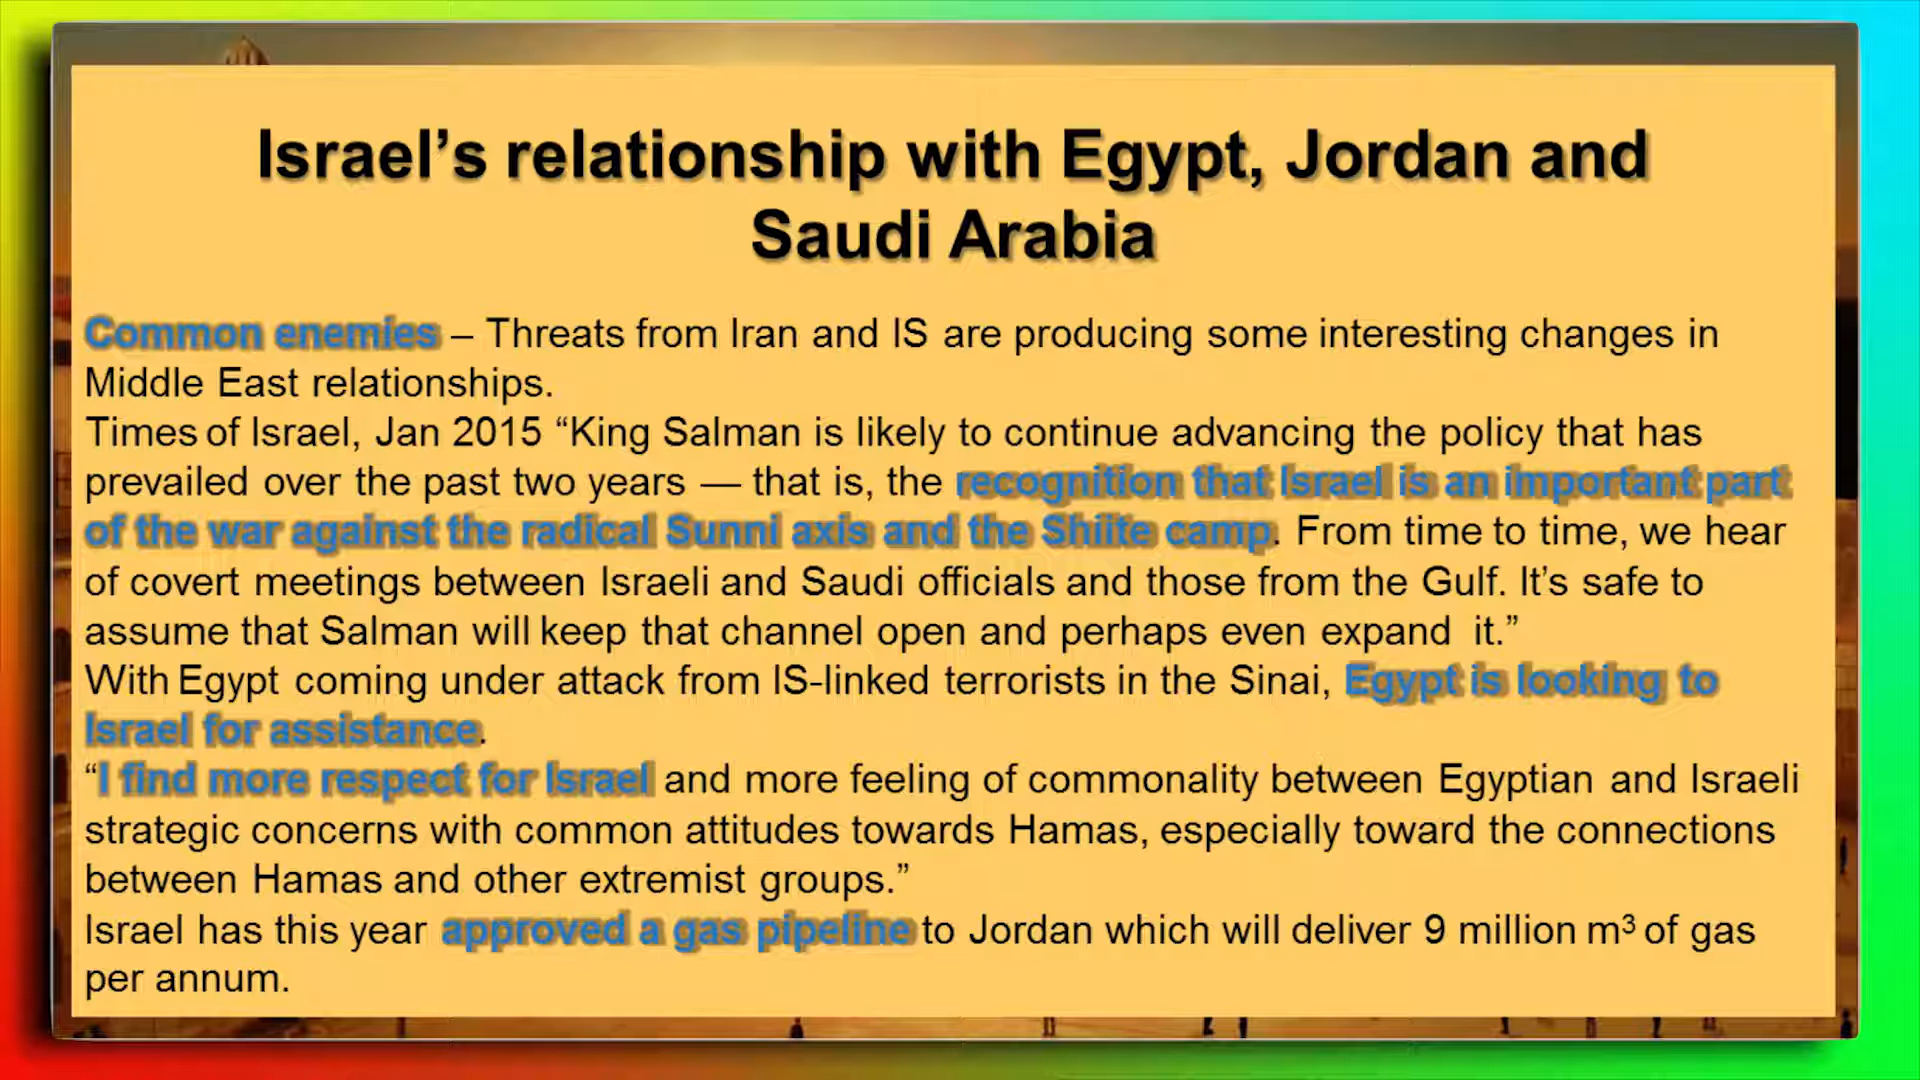 Israel’s relationship with Egypt, Jordan and
Saudi Arabia
Common enemies – Threats from Iran and IS are producing some interesting changes in
Middle East relationships.
Times of Israel, Jan 2015 “King Salman is likely to continue advancing the policy that has
prevailed over the past two years — that is, the recognition that Israel is an important part
of the war against the radical Sunni axis and the Shiite camp. From time to time, we hear
of covert meetings between Israeli and Saudi officials and those from the Gulf. It’s safe to
assume that Salman will keep that channel open and perhaps even expand it.”
With Egypt coming under attack from IS-linked terrorists in the Sinai, Egypt is looking to
Israel for assistance.
“I find more respect for Israel and more feeling of commonality between Egyptian and Israeli
strategic concerns with common attitudes towards Hamas, especially toward the connections
between Hamas and other extremist groups.”
Israel has this year approved a gas pipeline to Jordan which will deliver 9 million m³ of gas
per annum.